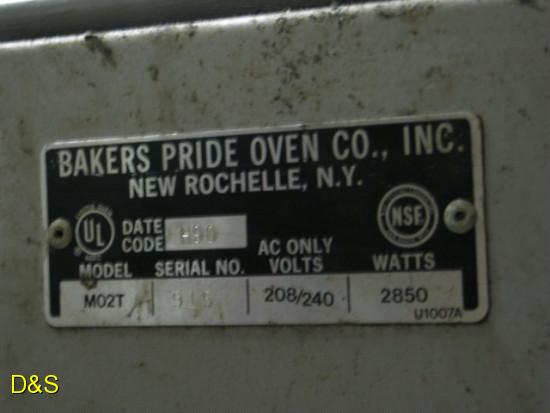 BAKERS PRIDE OVEN CO., INC.
NEW ROCHELLE, N.Y.
UL
DATE CODE H90
NSF
MODEL SERIAL NO. AC ONLY VOLTS WATTS
M02T 208/240 2850
U1007A
D&S